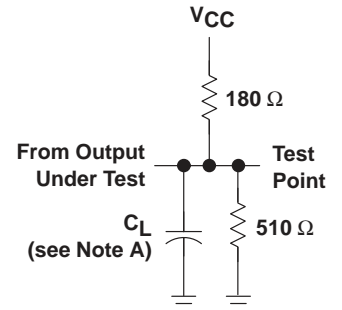 VCC
180 Ω
From Output
Under Test
Test
Point
CL
(see Note A)
510 Ω